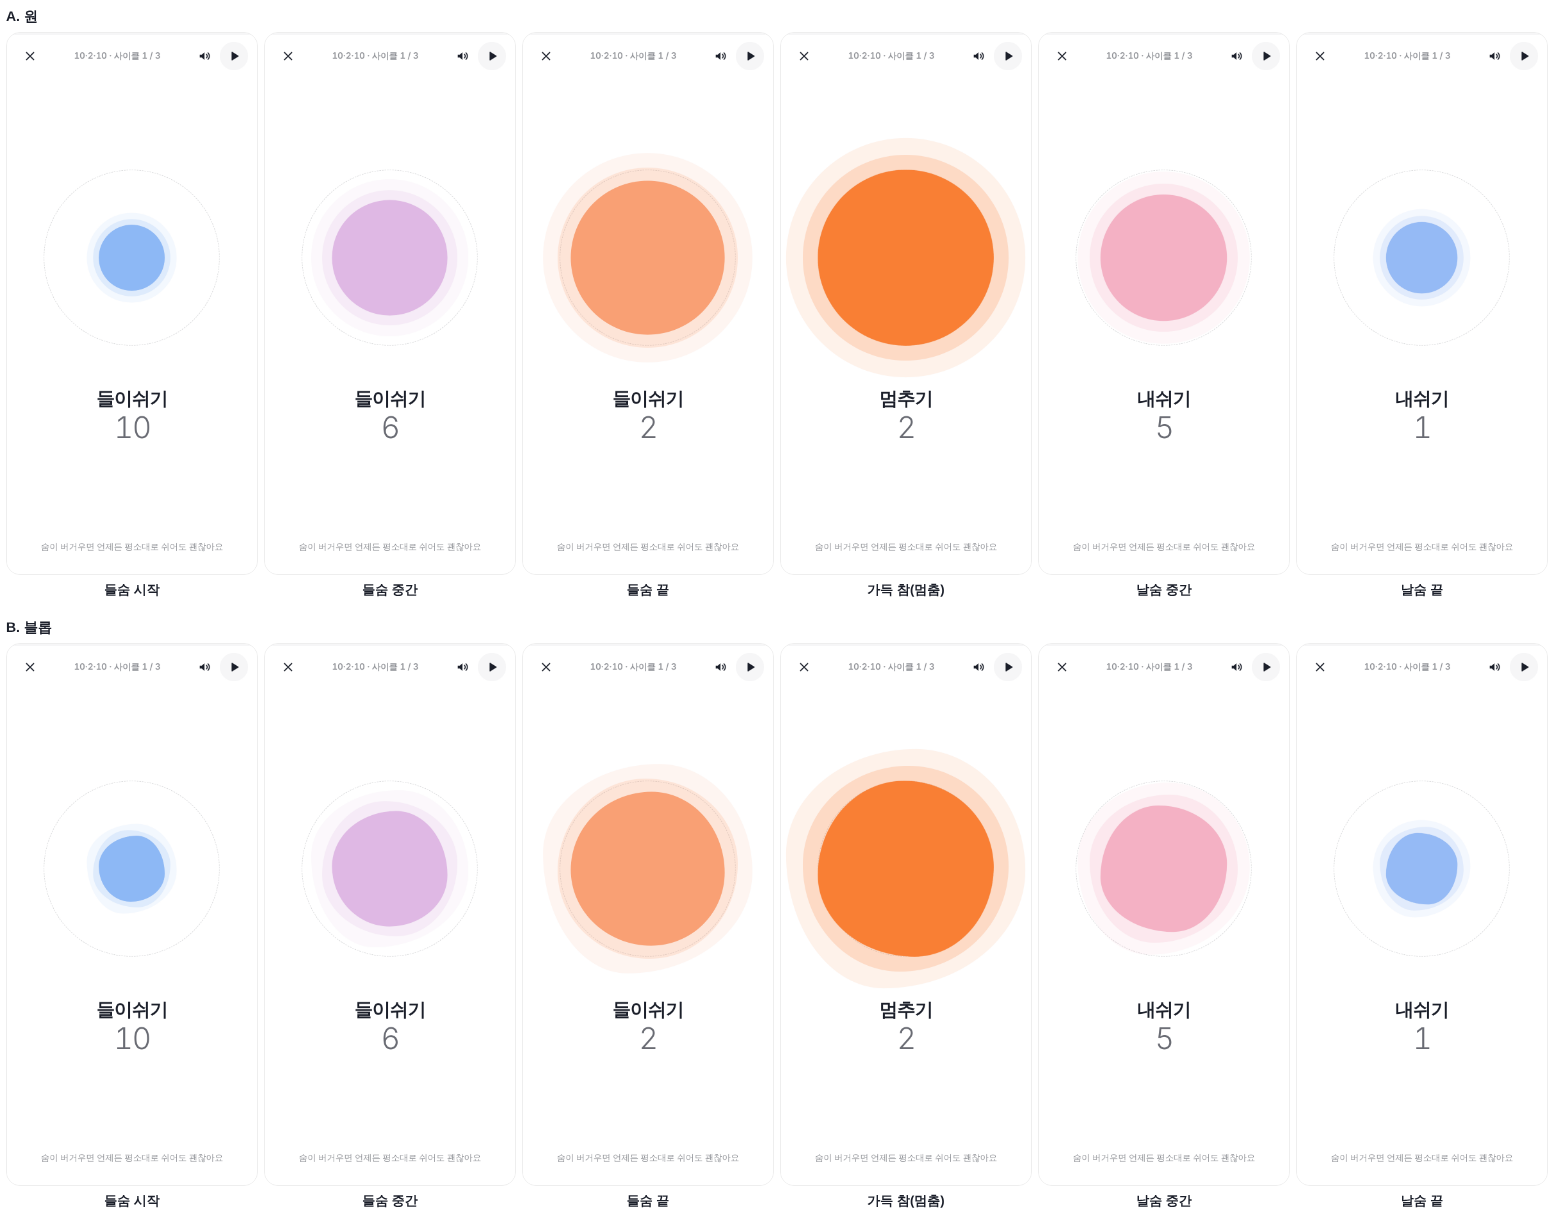 A. 원
10·2·10 · 사이클 1 / 3
10·2·10 · 사이클 1 / 3
10·2·10 · 사이클 1 / 3
10·2·10 · 사이클 1 / 3
10·2·10 · 사이클 1 / 3
10·2·10 · 사이클 1 / 3
들이쉬기
10
들이쉬기
6
들이쉬기
2
멈추기
2
내쉬기
5
내쉬기
1
숨이 버거우면 언제든 평소대로 쉬어도 괜찮아요
숨이 버거우면 언제든 평소대로 쉬어도 괜찮아요
숨이 버거우면 언제든 평소대로 쉬어도 괜찮아요
숨이 버거우면 언제든 평소대로 쉬어도 괜찮아요
숨이 버거우면 언제든 평소대로 쉬어도 괜찮아요
숨이 버거우면 언제든 평소대로 쉬어도 괜찮아요
들숨 시작
들숨 중간
들숨 끝
가득 참(멈춤)
날숨 중간
날숨 끝
B. 블롭
10·2·10 · 사이클 1 / 3
10·2·10 · 사이클 1 / 3
10·2·10 · 사이클 1 / 3
10·2·10 · 사이클 1 / 3
10·2·10 · 사이클 1 / 3
10·2·10 · 사이클 1 / 3
들이쉬기
10
들이쉬기
6
들이쉬기
2
멈추기
2
내쉬기
5
내쉬기
1
숨이 버거우면 언제든 평소대로 쉬어도 괜찮아요
숨이 버거우면 언제든 평소대로 쉬어도 괜찮아요
숨이 버거우면 언제든 평소대로 쉬어도 괜찮아요
숨이 버거우면 언제든 평소대로 쉬어도 괜찮아요
숨이 버거우면 언제든 평소대로 쉬어도 괜찮아요
숨이 버거우면 언제든 평소대로 쉬어도 괜찮아요
들숨 시작
들숨 중간
들숨 끝
가득 참(멈춤)
날숨 중간
날숨 끝